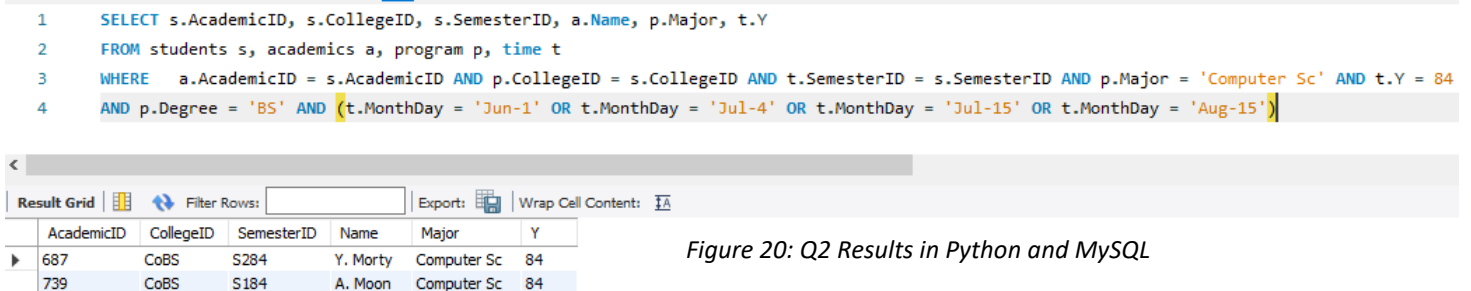 1 SELECT s.AcademicID, s.CollegeID, s.SemesterID, a.Name, p.Major, t.Y
2 FROM students s, academics a, program p, time t
3 WHERE a.AcademicID = s.AcademicID AND p.CollegeID = s.CollegeID AND t.SemesterID = s.SemesterID AND p.Major = 'Computer Sc' AND t.Y = 84
4 AND p.Degree = 'BS' AND (t.MonthDay = 'Jun-1' OR t.MonthDay = 'Jul-4' OR t.MonthDay = 'Jul-15' OR t.MonthDay = 'Aug-15')
Result Grid Filter Rows: Export: Wrap Cell Content: IA
AcademicID CollegeID SemesterID Name Major Y
687 CoBS S284 Y. Morty Computer Sc 84
739 CoBS S184 A. Moon Computer Sc 84
Figure 20: Q2 Results in Python and MySQL